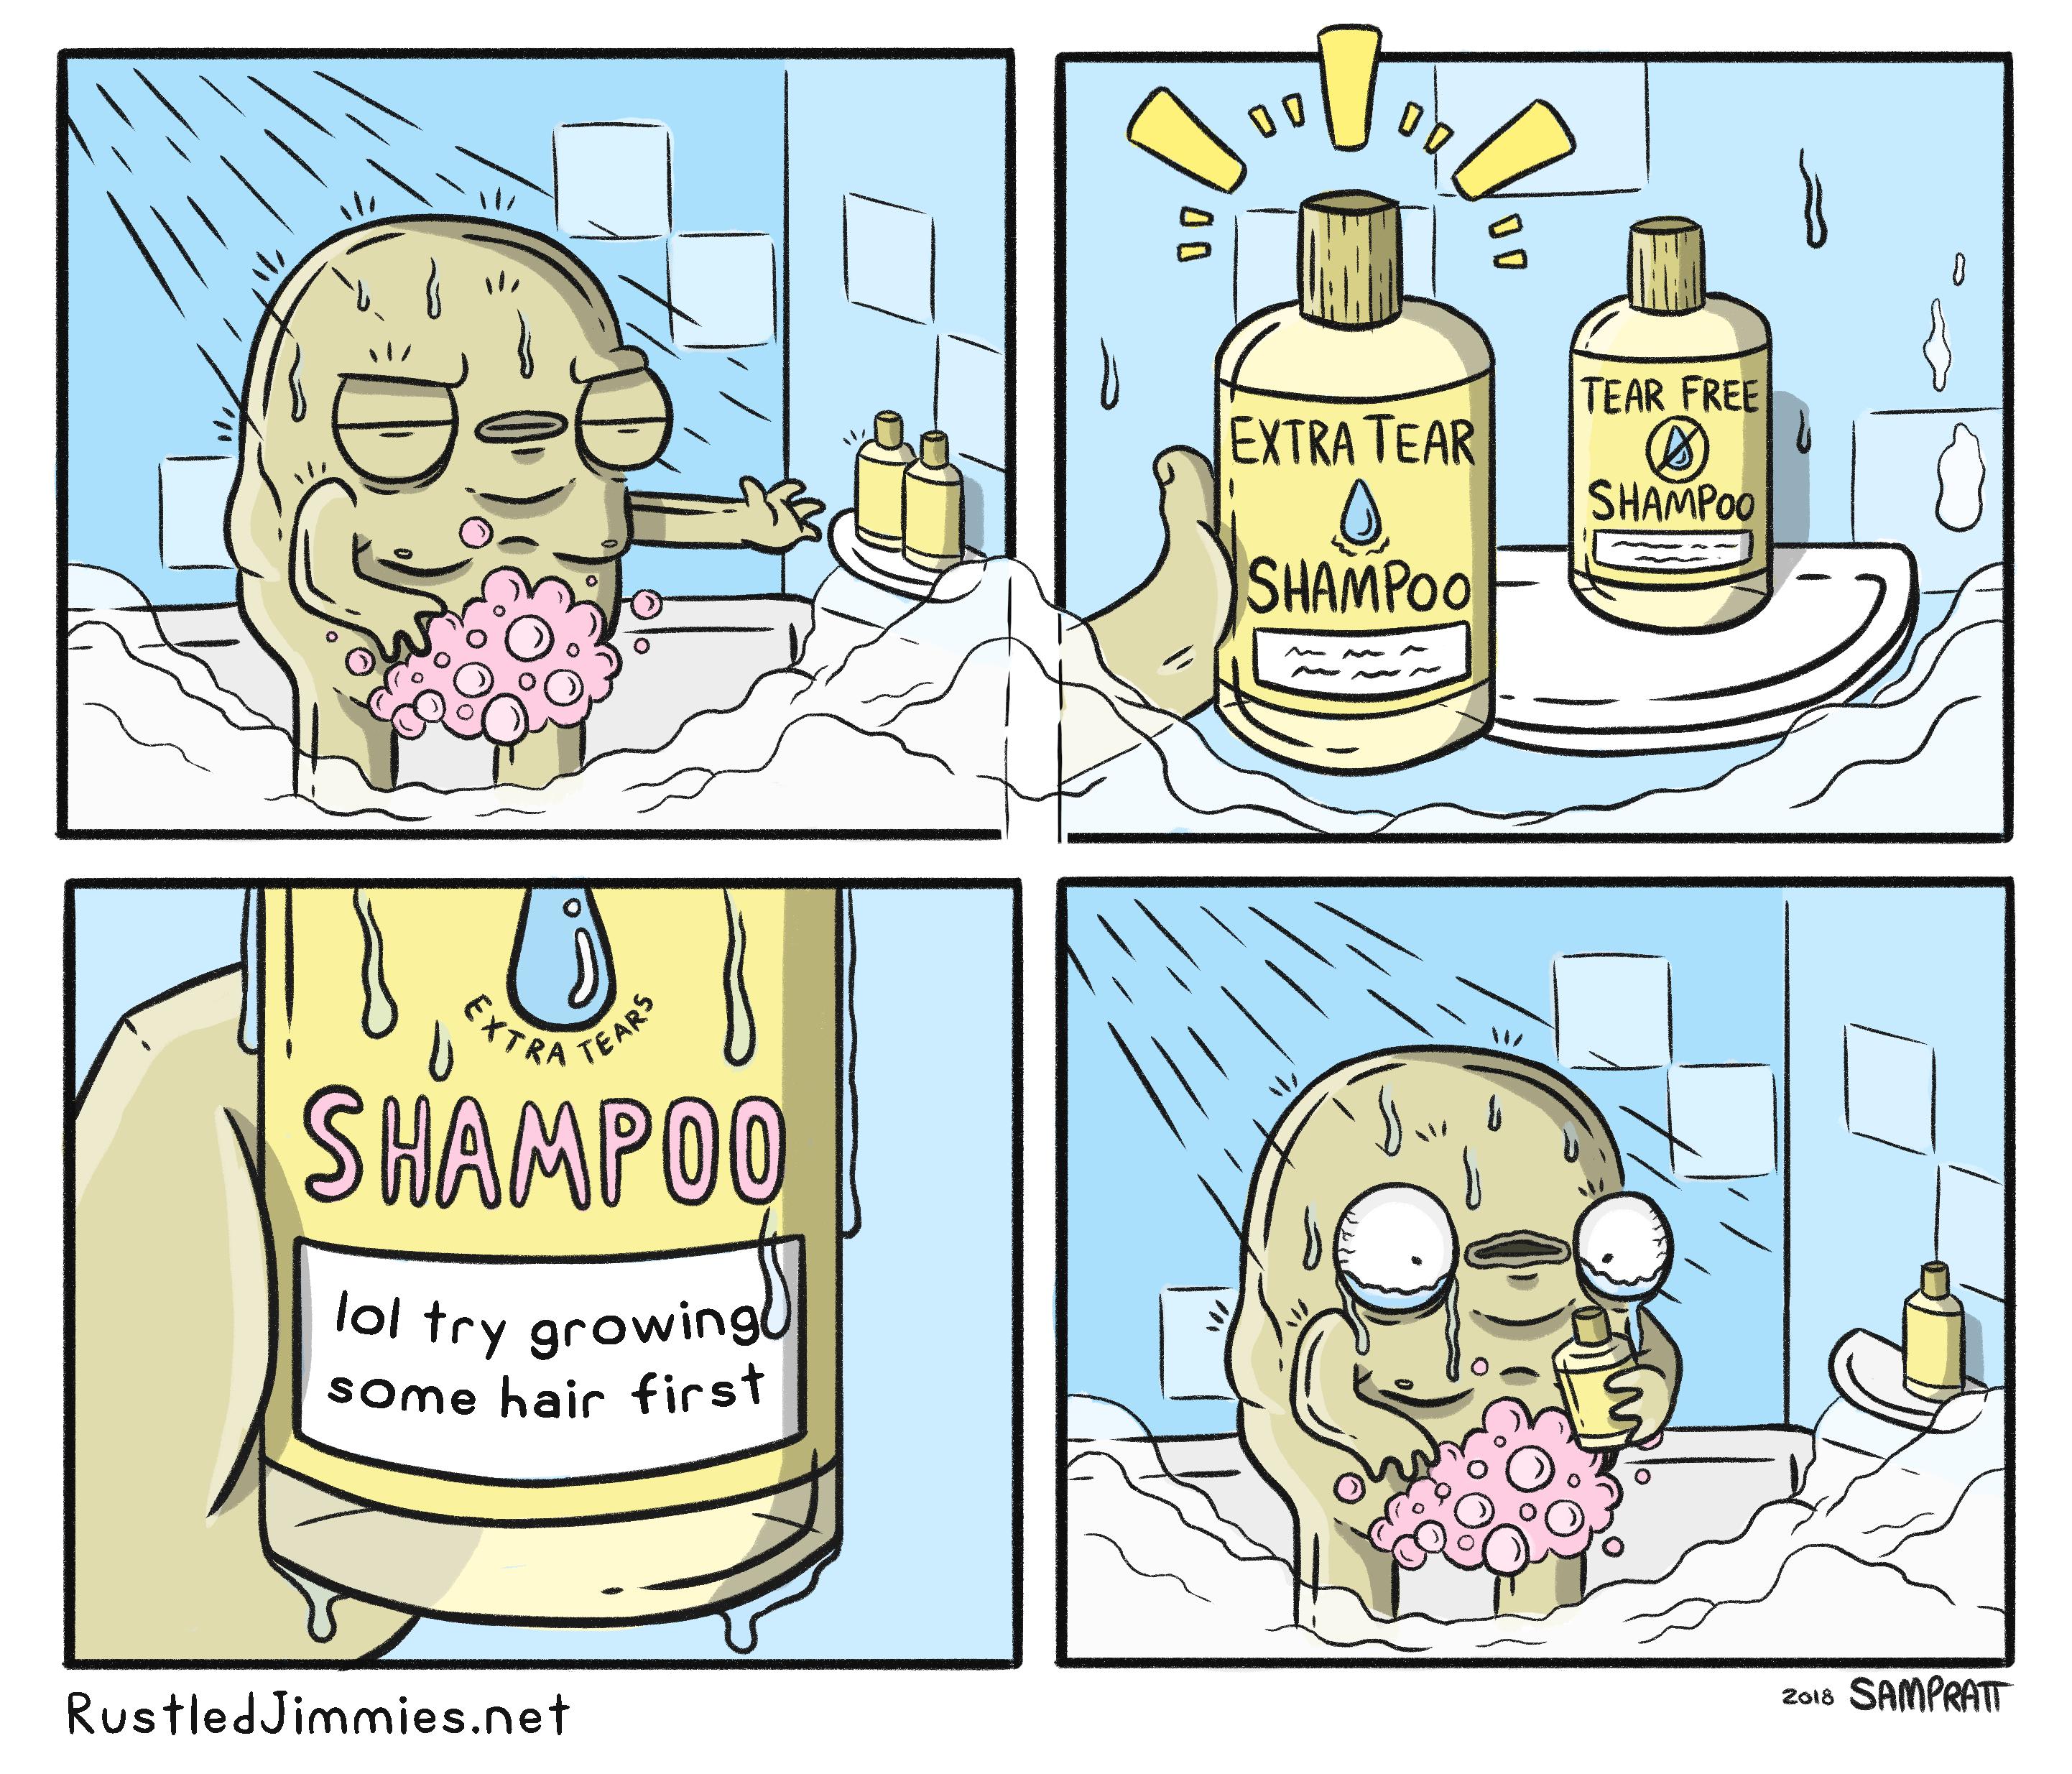 EXTRA TEAR
SHAMPOO
TEAR FREE
SHAMPOO
EXTRA TEARS
SHAMPOO
lol try growing
some hair first
RustledJimmies.net
2018 SAMPRATT